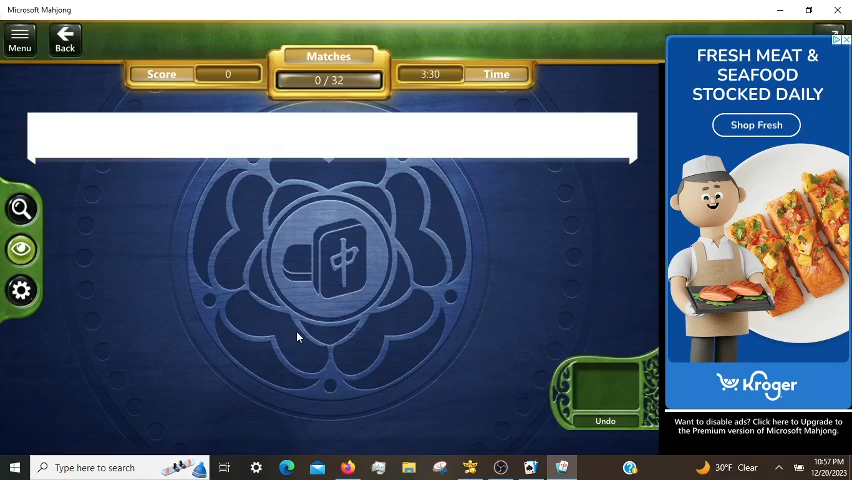 Microsoft Mahjong
Menu
Back
Matches
Score 0 0 / 32 3:30 Time
中
FRESH MEAT &
SEAFOOD
STOCKED DAILY
Shop Fresh
Kroger
Want to disable ads? Click here to Upgrade to
the Premium version of Microsoft Mahjong.
Undo
Type here to search
30°F Clear
10:57 PM
12/20/2023